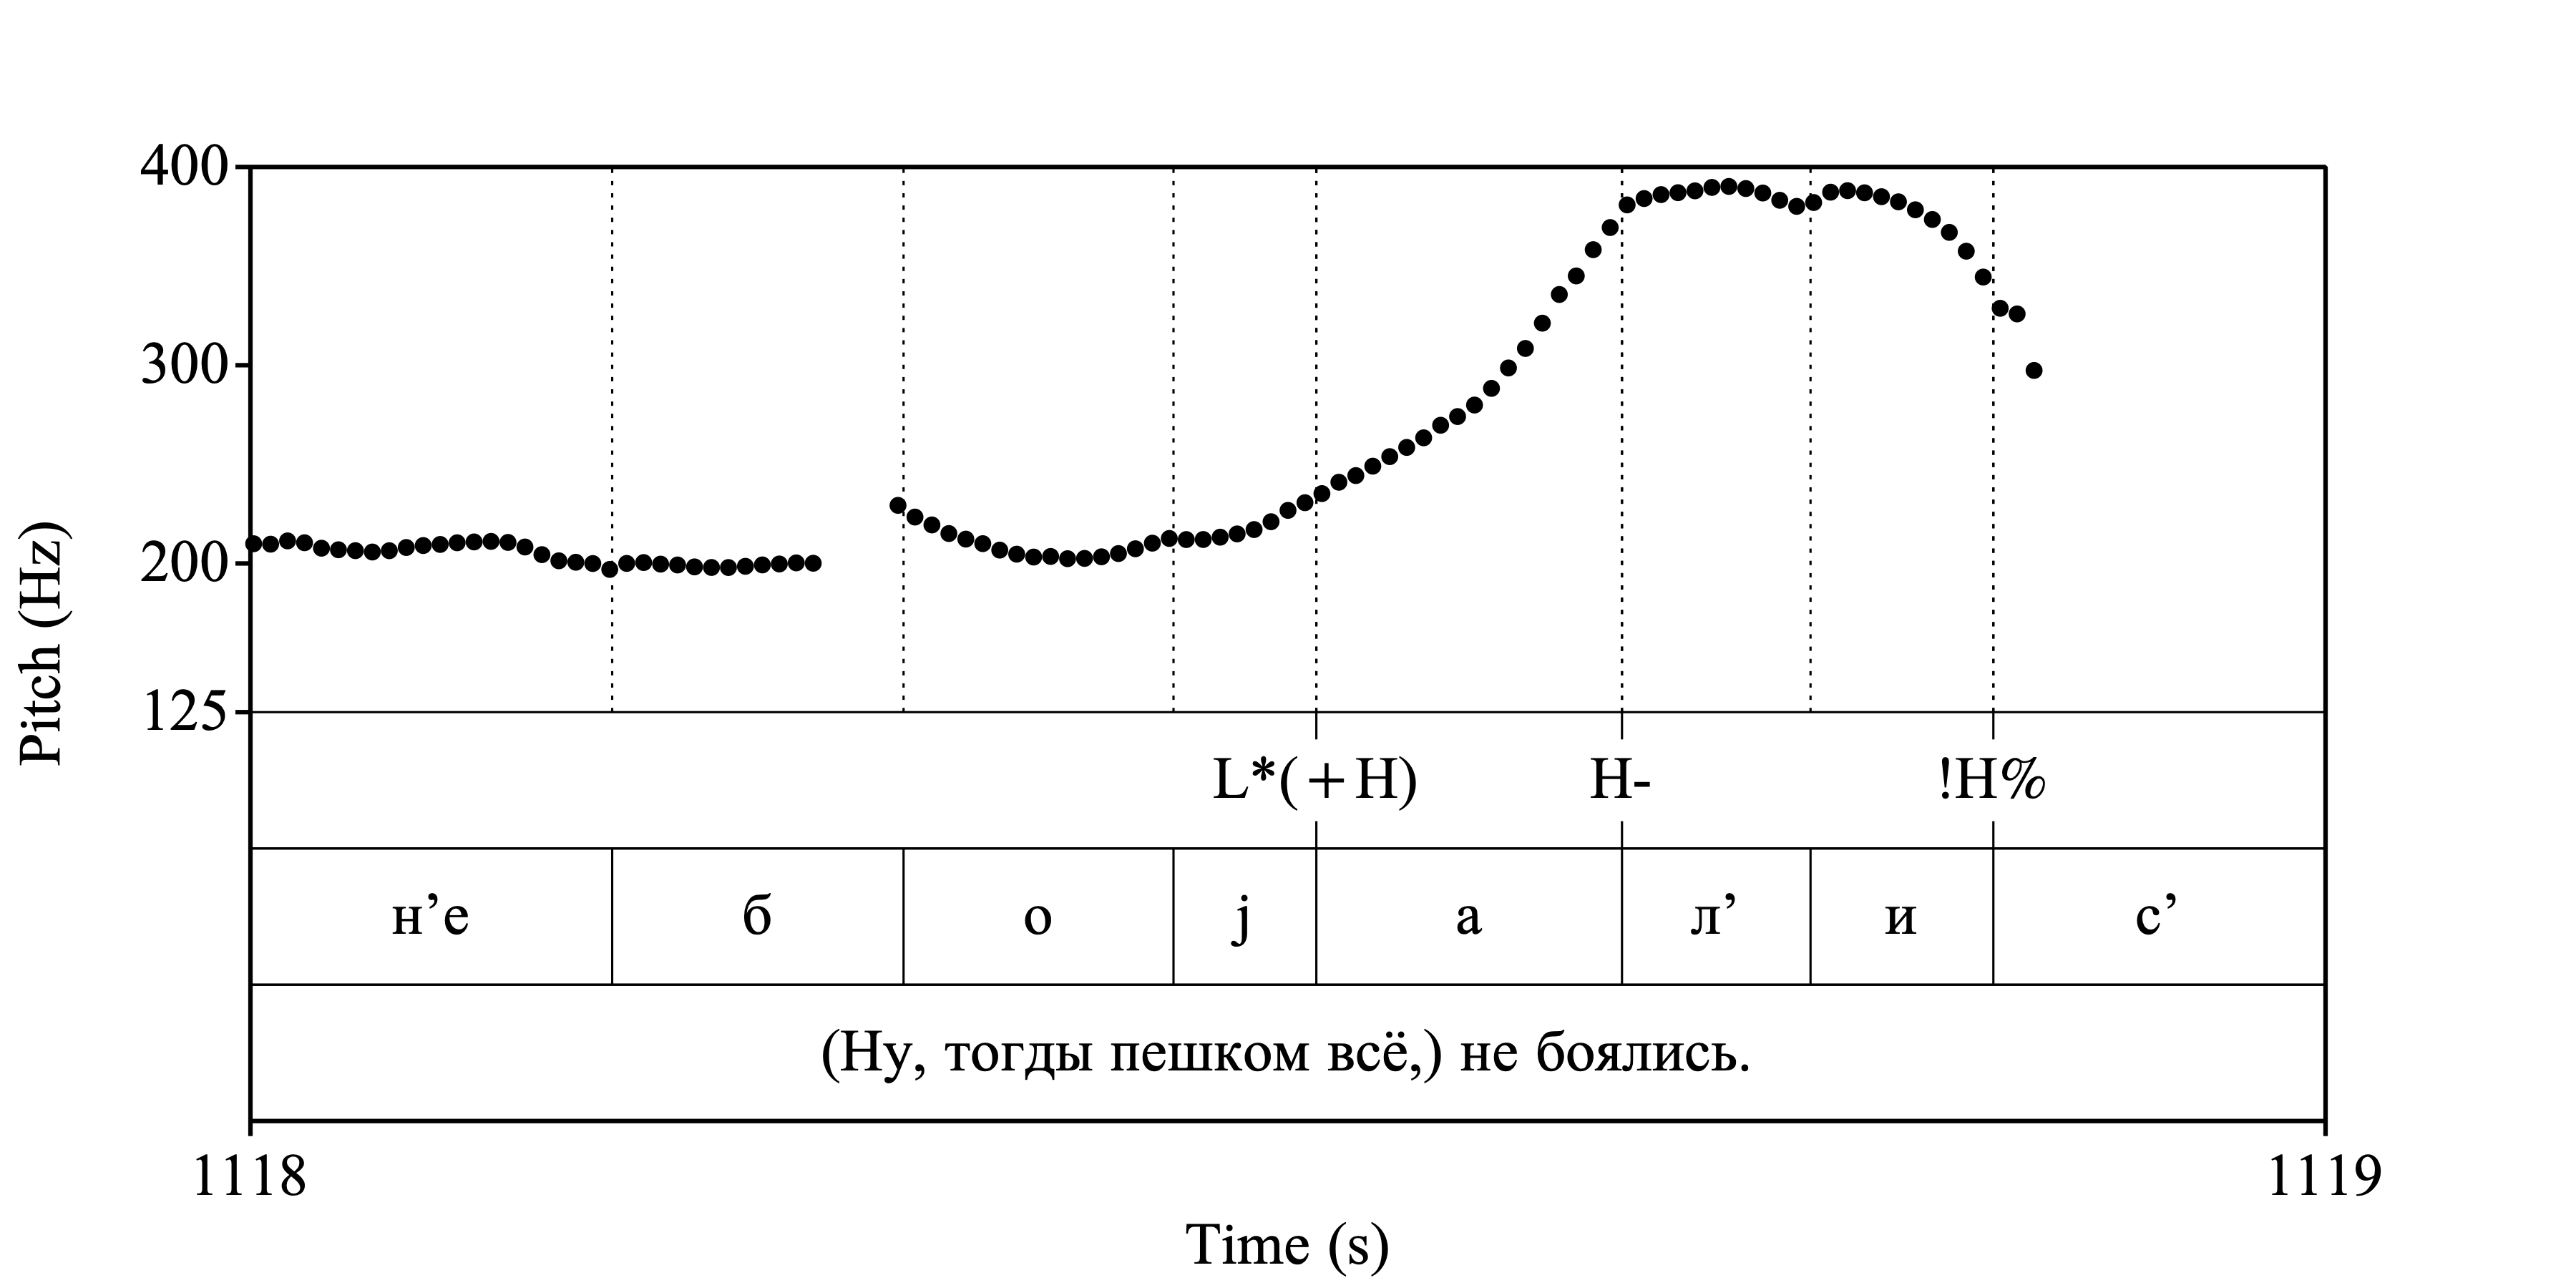 400
300
200
125
Pitch (Hz)
L*(+H) H- !H%
н’е б о j а л’ и с’
(Ну, тогды пешком всё,) не боялись.
1118 1119
Time (s)